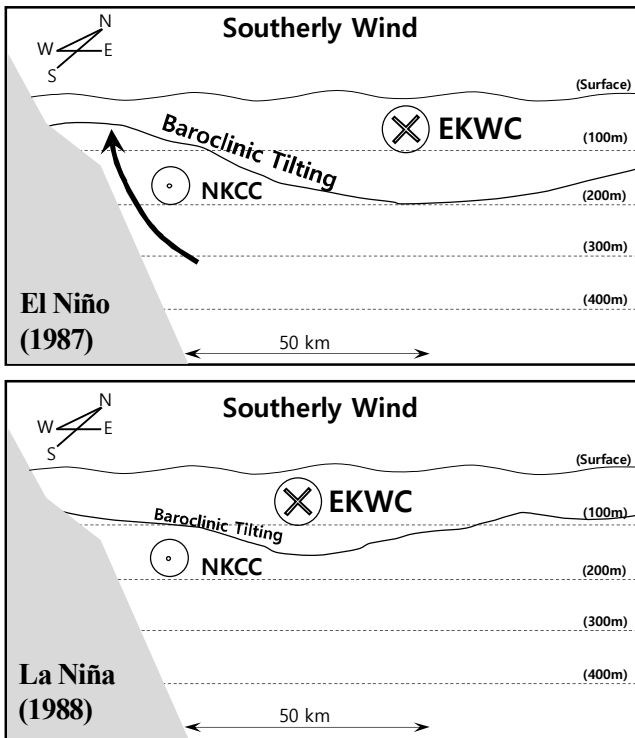 Southerly Wind
N
W
E
S
(Surface)
Baroclinic Tilting
EKWC
(100m)
NKCC
(200m)
(300m)
El Niño
(1987)
(400m)
50 km
Southerly Wind
N
W
E
S
(Surface)
EKWC
(100m)
Baroclinic Tilting
NKCC
(200m)
(300m)
La Niña
(1988)
(400m)
50 km